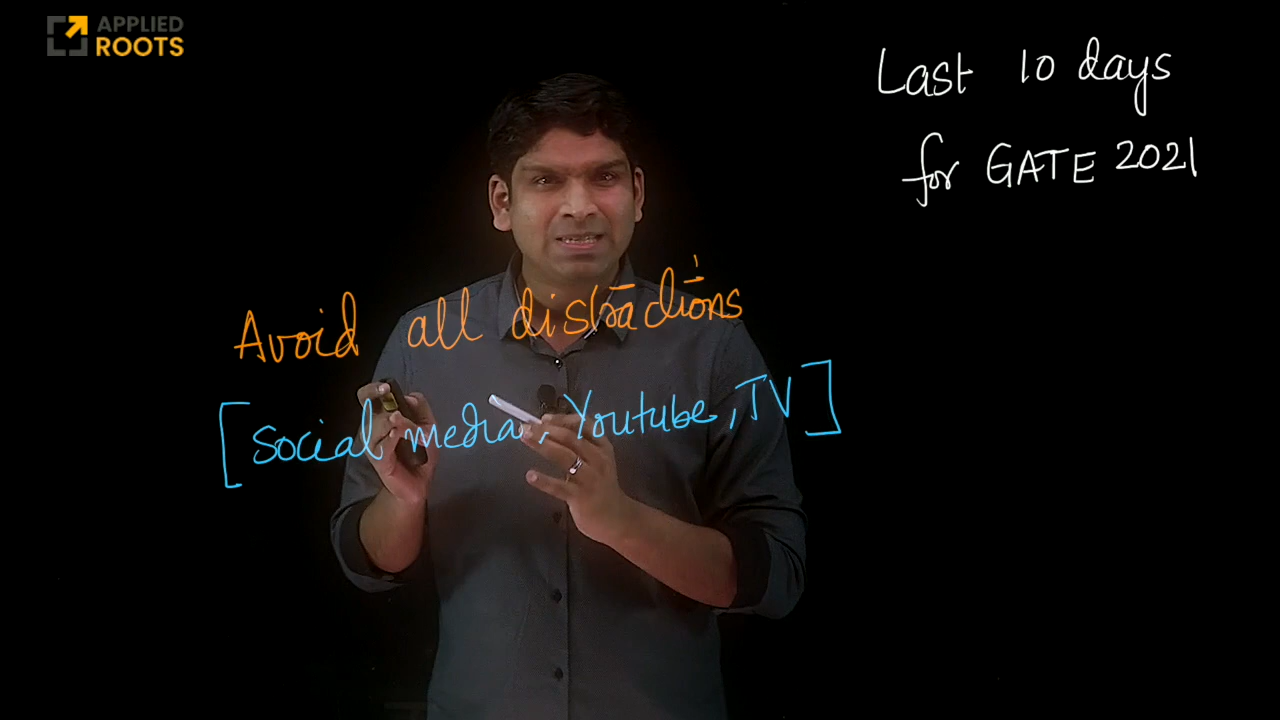 APPLIED
ROOTS
Last 10 days
for GATE 2021
Avoid all distractions
[social media, Youtube, TV]